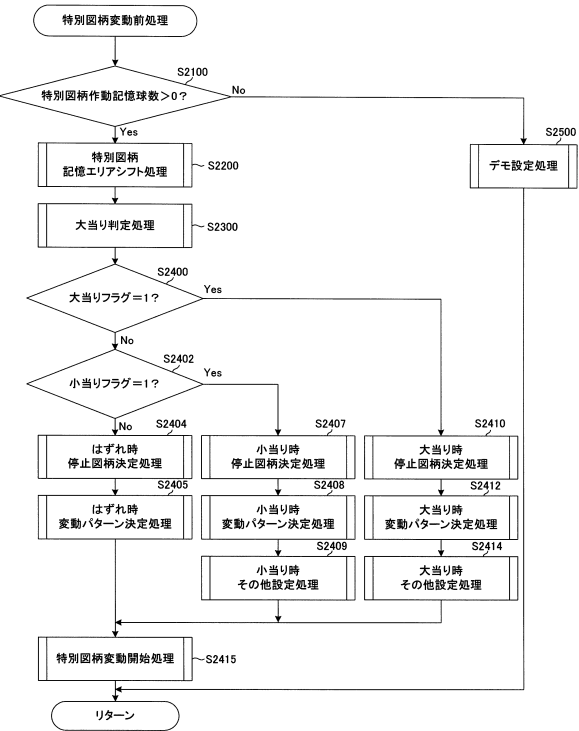 特別図柄変動前処理
S2100
特別図柄作動記憶球数＞0？
No
Yes
S2500
デモ設定処理
特別図柄
記憶エリアシフト処理
S2200
大当り判定処理
S2300
S2400
大当りフラグ＝1？
Yes
No
S2402
小当りフラグ＝1？
Yes
No
S2404
はずれ時
停止図柄決定処理
S2407
小当り時
停止図柄決定処理
S2410
大当り時
停止図柄決定処理
S2405
はずれ時
変動パターン決定処理
S2408
小当り時
変動パターン決定処理
S2412
大当り時
変動パターン決定処理
S2409
小当り時
その他設定処理
S2414
大当り時
その他設定処理
特別図柄変動開始処理
S2415
リターン